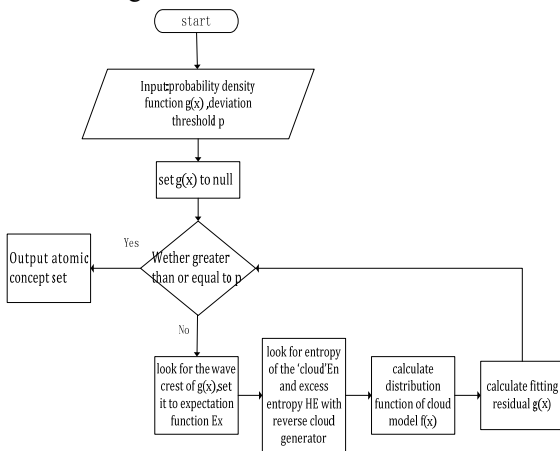 start
Input:probability density
function g(x) ,deviation
threshold p
set g(x) to null
Yes
Wether greater
than or equal to p
Output atomic
concept set
No
look for the wave
crest of g(x),set
it to expectation
function Ex
look for entropy
of the ‘cloud’En
and excess
entropy HE with
reverse cloud
generator
calculate
distribution
function of cloud
model f(x)
calculate fitting
residual g(x)